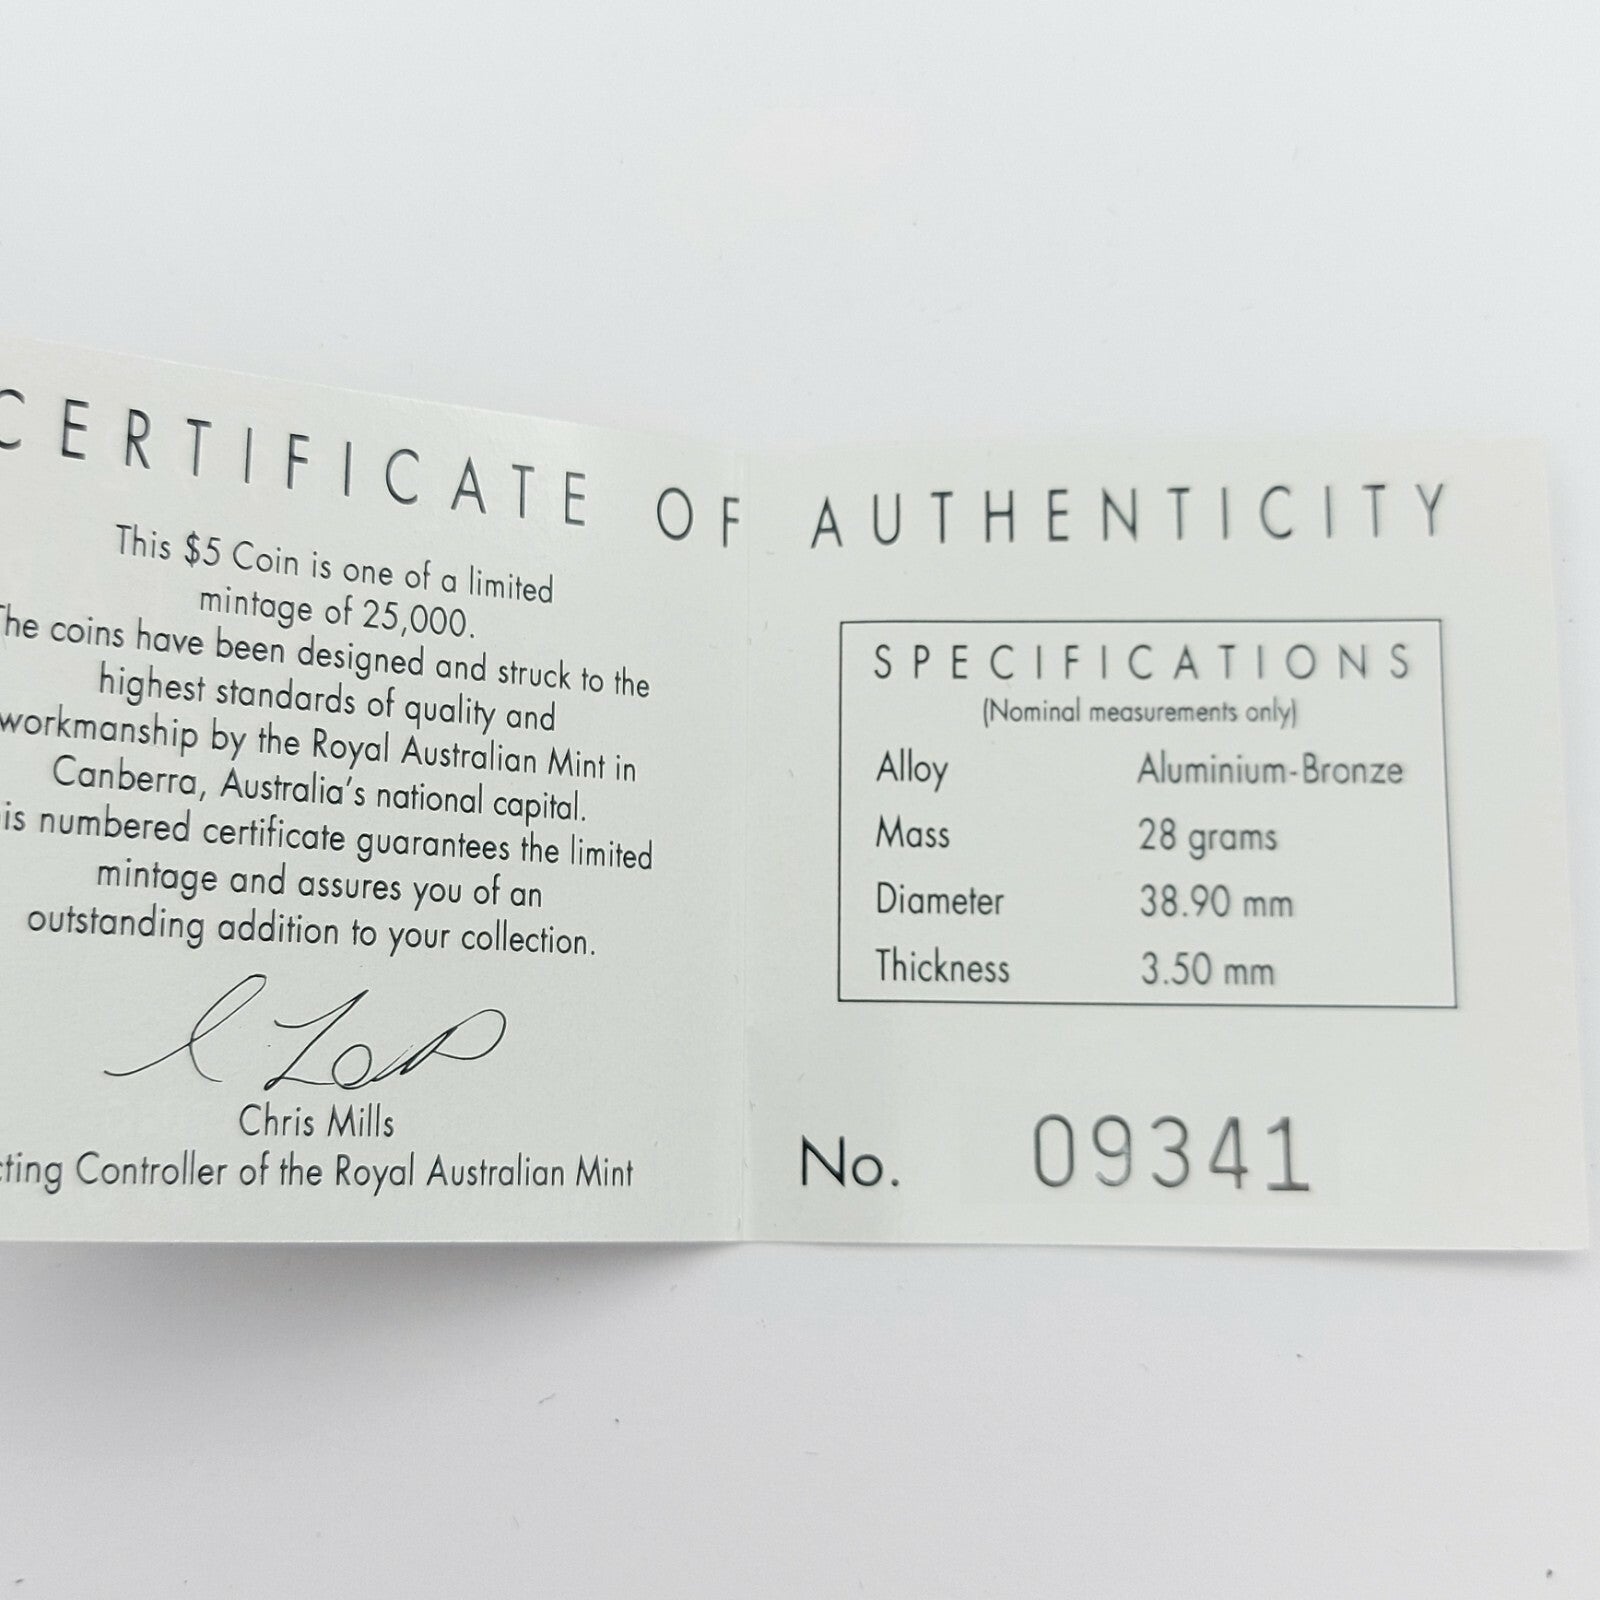 CERTIFICATE OF AUTHENTICITY
This $5 Coin is one of a limited
mintage of 25,000.
The coins have been designed and struck to the
highest standards of quality and
workmanship by the Royal Australian Mint in
Canberra, Australia's national capital.
is numbered certificate guarantees the limited
mintage and assures you of an
outstanding addition to your collection.
Chris Mills
cting Controller of the Royal Australian Mint
SPECIFICATIONS
(Nominal measurements only)
Alloy Aluminium-Bronze
Mass 28 grams
Diameter 38.90 mm
Thickness 3.50 mm
No. 09341